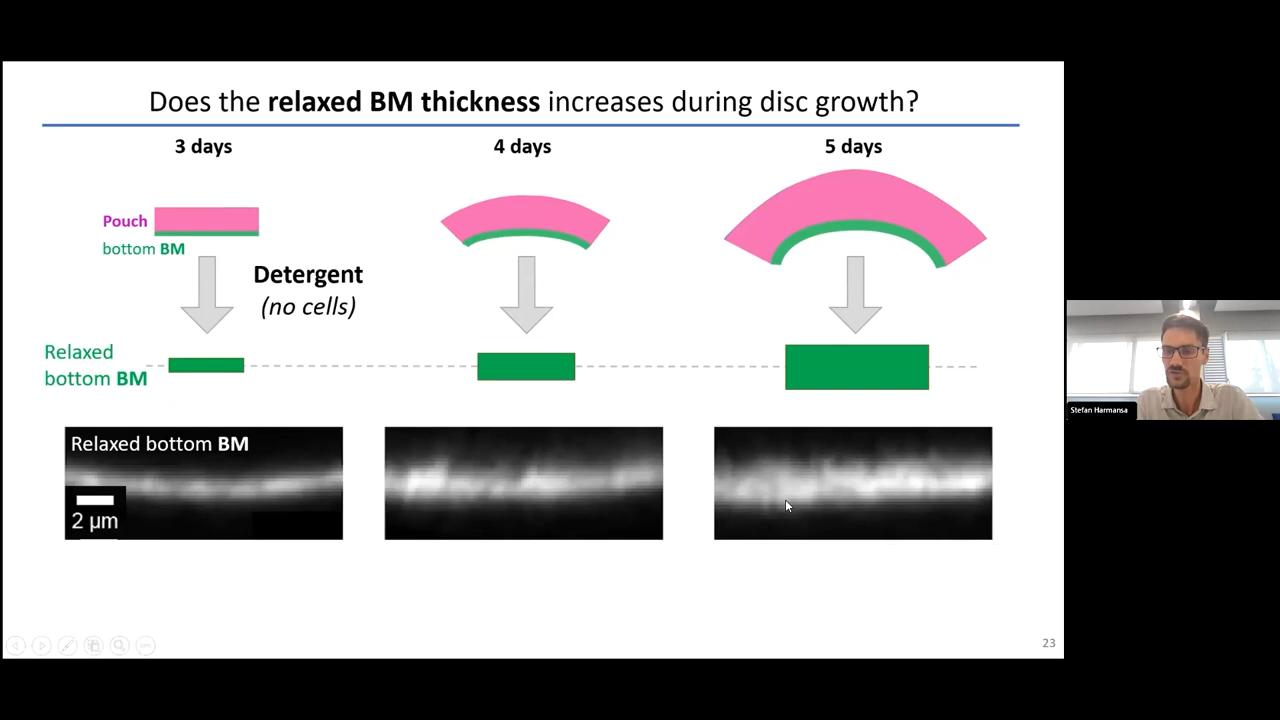 Does the relaxed BM thickness increases during disc growth?
3 days
4 days
5 days
Pouch
bottom BM
Detergent
(no cells)
Relaxed
bottom BM
Relaxed bottom BM
2 μm
23
Stefan Harmansa